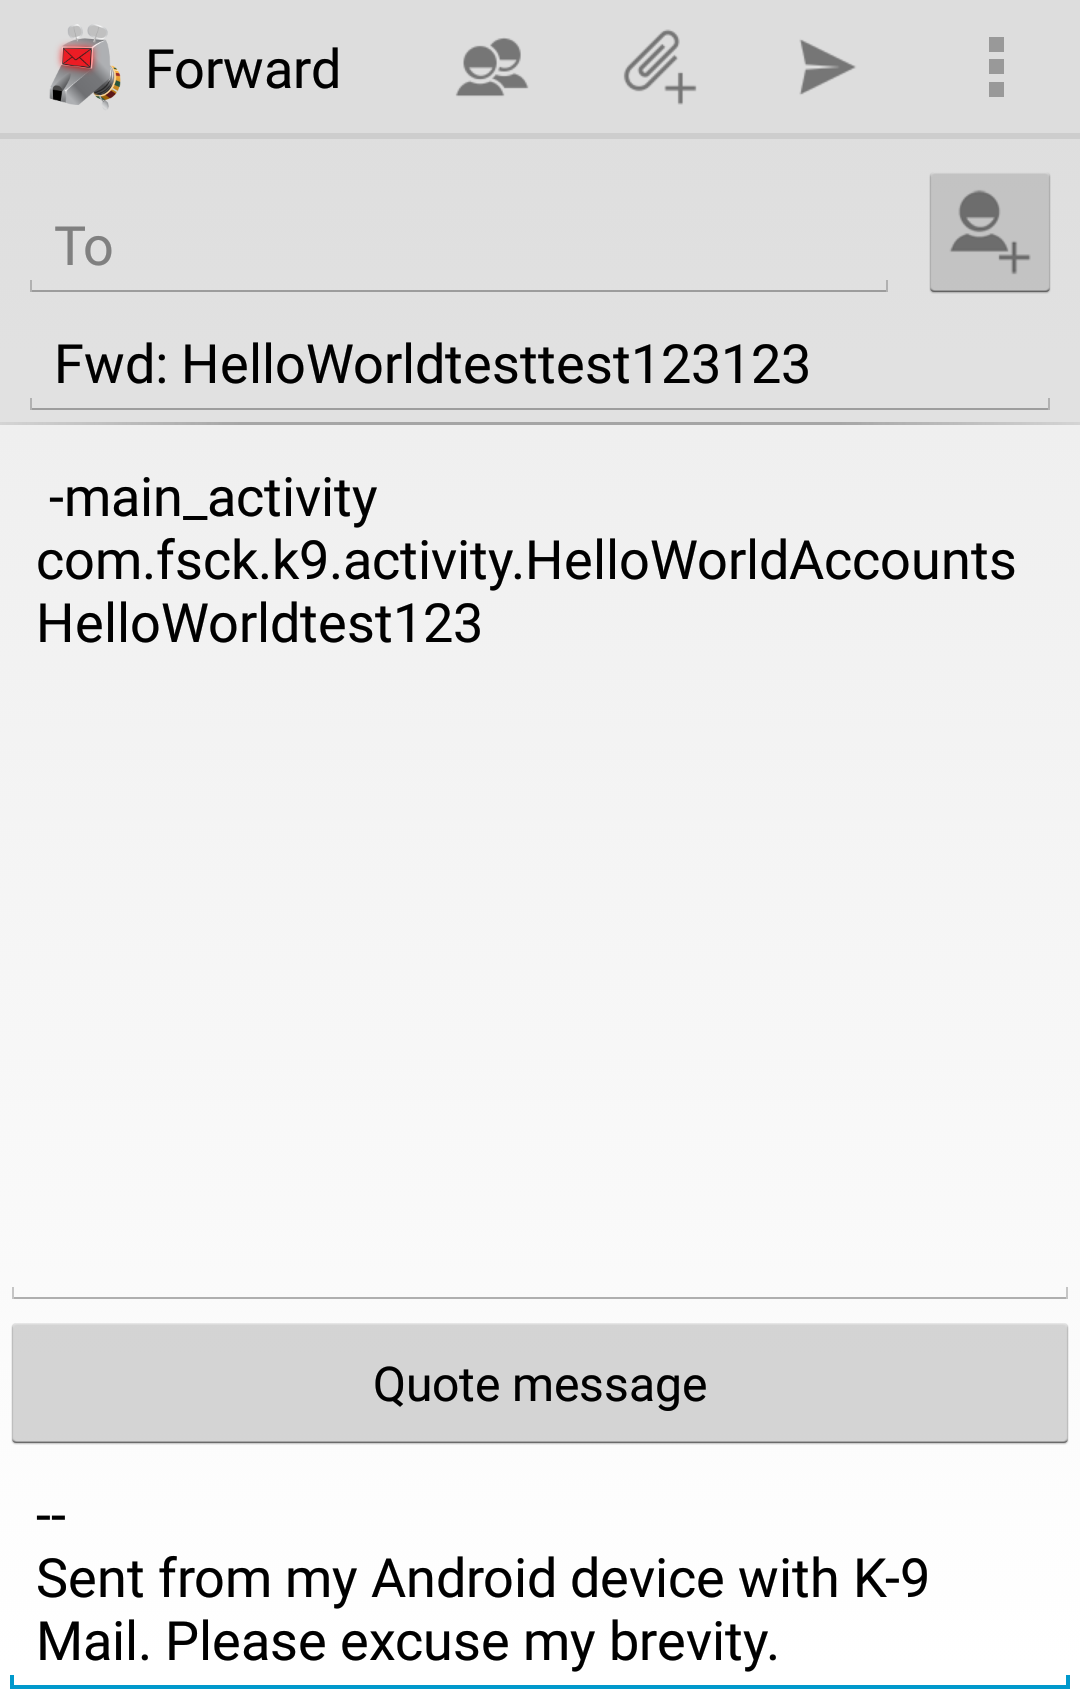 Forward
To
Fwd: HelloWorldtesttest123123
-main_activity
com.fsck.k9.activity.HelloWorldAccounts
HelloWorldtest123
Quote message
--
Sent from my Android device with K-9
Mail. Please excuse my brevity.